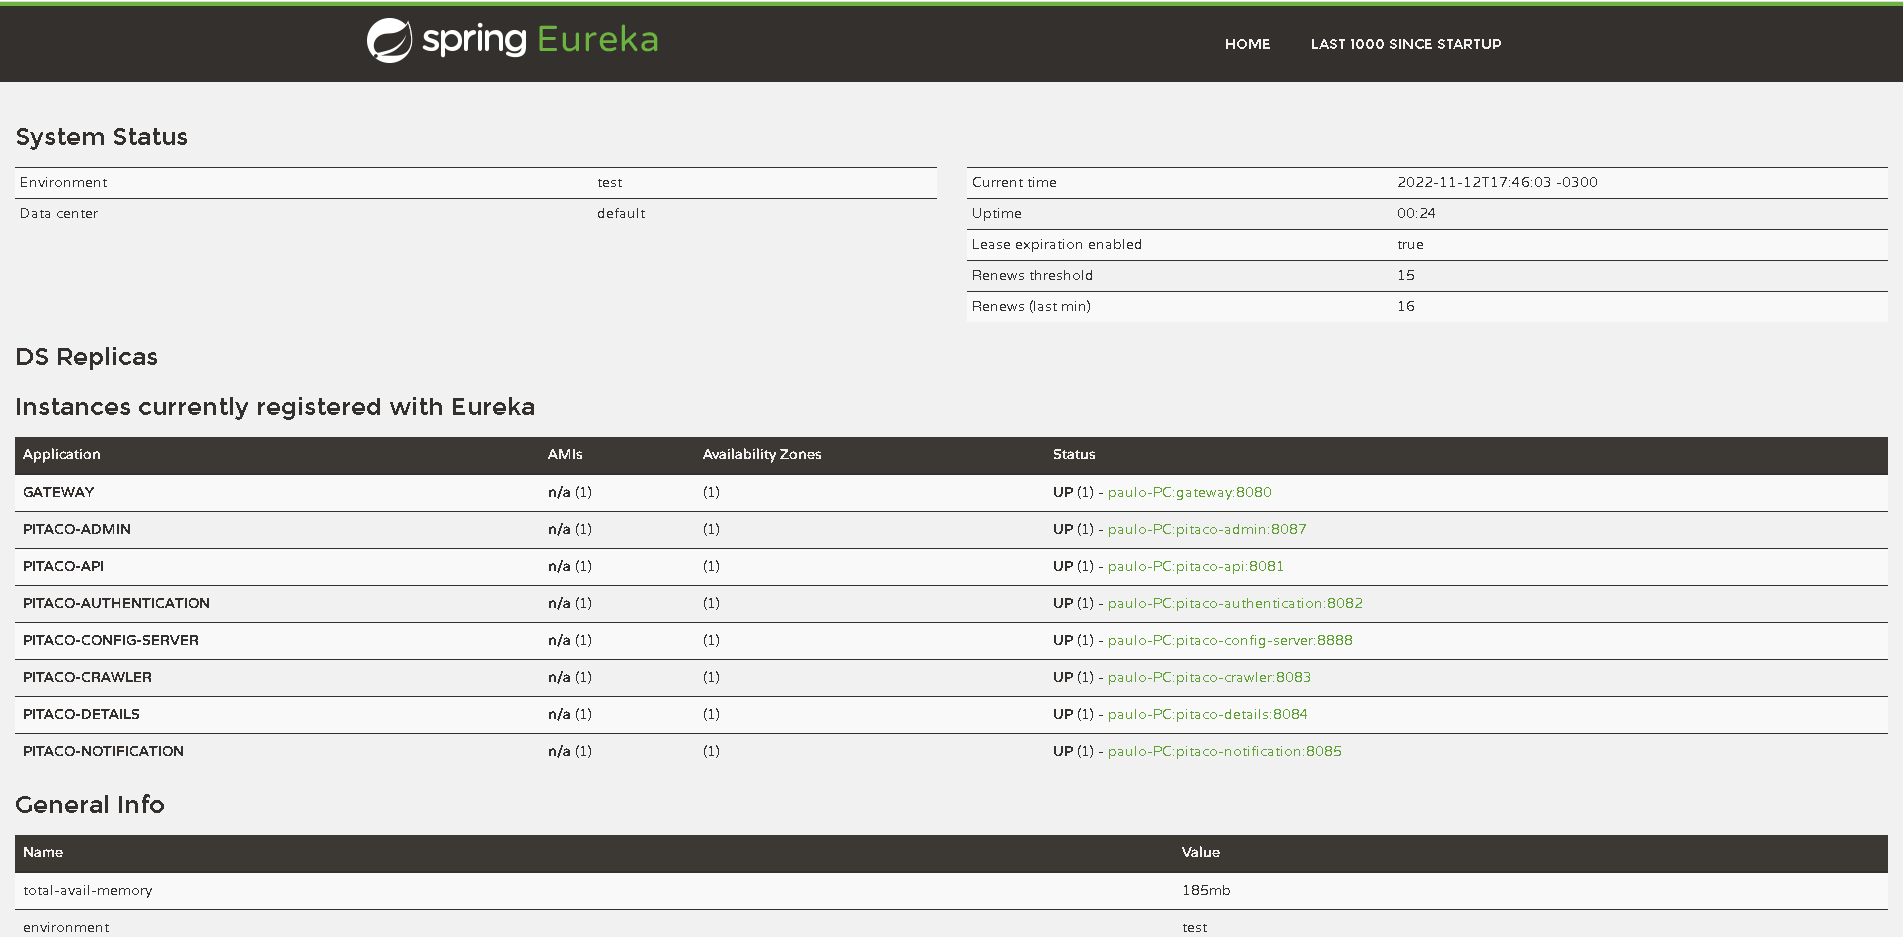 spring Eureka
HOME LAST 1000 SINCE STARTUP
System Status
Environment test
Data center default
Current time 2022-11-12T17:46:03 -0300
Uptime 00:24
Lease expiration enabled true
Renews threshold 15
Renews (last min) 16
DS Replicas
Instances currently registered with Eureka
Application AMIs Availability Zones Status
GATEWAY n/a (1) (1) UP (1) - paulo-PC:gateway:8080
PITACO-ADMIN n/a (1) (1) UP (1) - paulo-PC:pitaco-admin:8087
PITACO-API n/a (1) (1) UP (1) - paulo-PC:pitaco-api:8081
PITACO-AUTHENTICATION n/a (1) (1) UP (1) - paulo-PC:pitaco-authentication:8082
PITACO-CONFIG-SERVER n/a (1) (1) UP (1) - paulo-PC:pitaco-config-server:8888
PITACO-CRAWLER n/a (1) (1) UP (1) - paulo-PC:pitaco-crawler:8083
PITACO-DETAILS n/a (1) (1) UP (1) - paulo-PC:pitaco-details:8084
PITACO-NOTIFICATION n/a (1) (1) UP (1) - paulo-PC:pitaco-notification:8085
General Info
Name Value
total-avail-memory 185mb
environment test